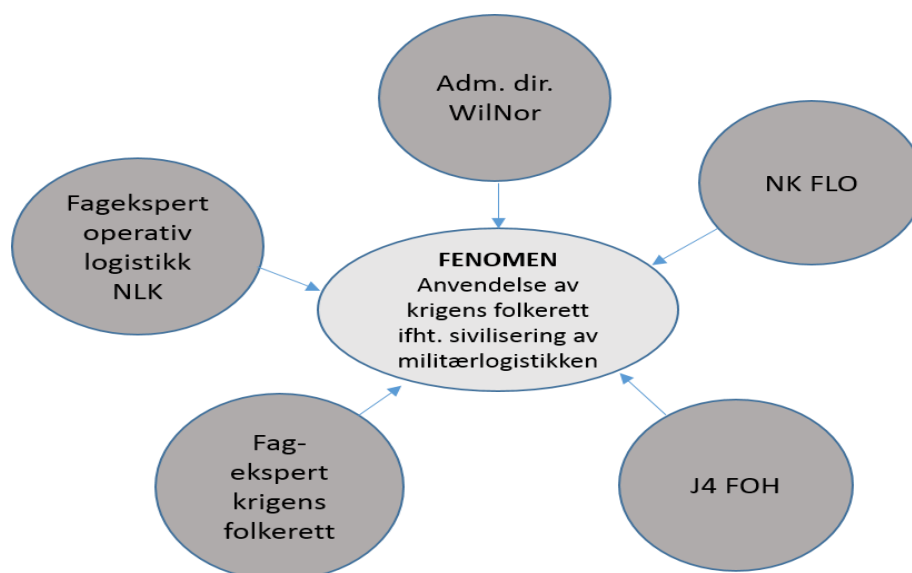 Adm. dir.
WilNor
NK FLO
Fagekspert
operativ
logistikk
NLK
FENOMEN
Anvendelse av
krigens folkerett
ifht. sivilisering av
militærlogistikken
Fag-
ekspert
krigens
folkerett
J4 FOH